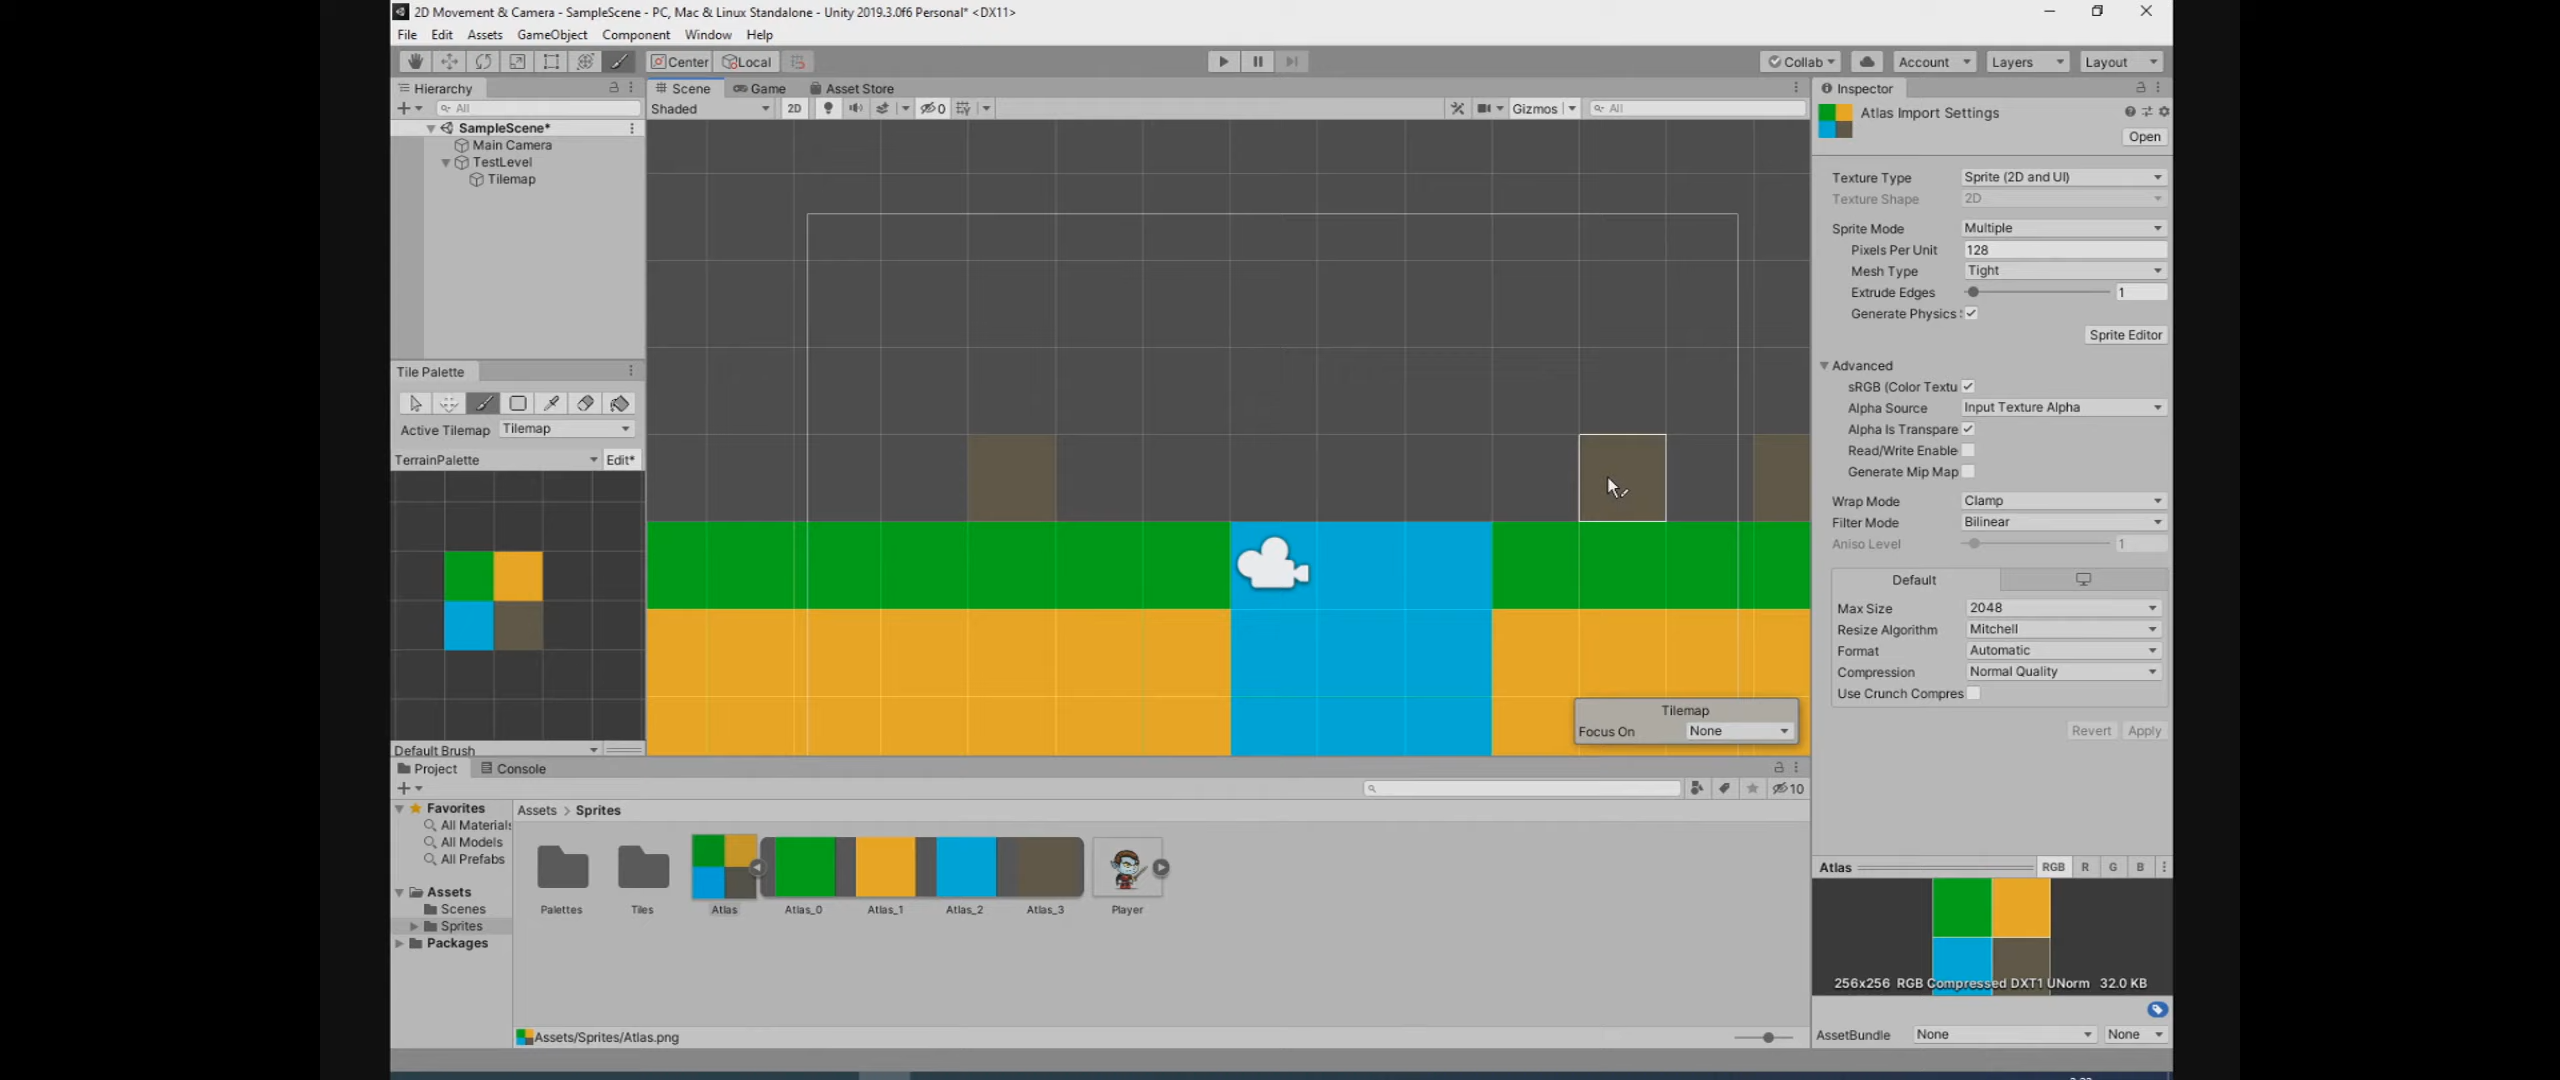 2D Movement & Camera - SampleScene - PC, Mac & Linux Standalone - Unity 2019.3.0f6 Personal* <DX11>
File Edit Assets GameObject Component Window Help
Center Local Collab Account Layers Layout
Hierarchy
All
SampleScene*
Main Camera
TestLevel
Tilemap
Scene Game Asset Store
Shaded 2D 0 Gizmos All
Tile Palette
Active Tilemap Tilemap
TerrainPalette Edit*
Default Brush
Tilemap
Focus On None
Inspector
Atlas Import Settings
Open
Texture Type Sprite (2D and UI)
Texture Shape 2D
Sprite Mode Multiple
Pixels Per Unit 128
Mesh Type Tight
Extrude Edges 1
Generate Physics
Sprite Editor
Advanced
sRGB (Color Textu
Alpha Source Input Texture Alpha
Alpha Is Transpare
Read/Write Enable
Generate Mip Map
Wrap Mode Clamp
Filter Mode Bilinear
Aniso Level 1
Default
Max Size 2048
Resize Algorithm Mitchell
Format Automatic
Compression Normal Quality
Use Crunch Compres
Revert Apply
Project Console
10
Favorites
All Materials
All Models
All Prefabs
Assets
Scenes
Sprites
Packages
Assets > Sprites
Palettes Tiles Atlas Atlas_0 Atlas_1 Atlas_2 Atlas_3 Player
Assets/Sprites/Atlas.png
Atlas RGB R G B
256x256 RGB Compressed DXT1 UNorm 32.0 KB
AssetBundle None None